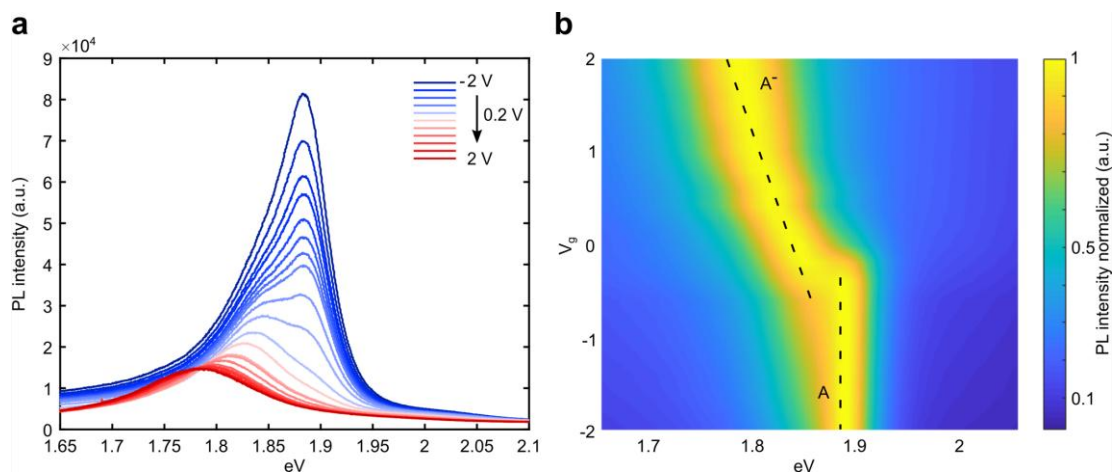 a
×10⁴
PL intensity (a.u.)
9
8
7
6
5
4
3
2
1
0
1.65 1.7 1.75 1.8 1.85 1.9 1.95 2 2.05 2.1
eV
-2 V
0.2 V
2 V
b
V_g
2
1
0
-1
-2
1.7 1.8 1.9 2
eV
A⁻
A
1
0.5
0.1
PL intensity normalized (a.u.)